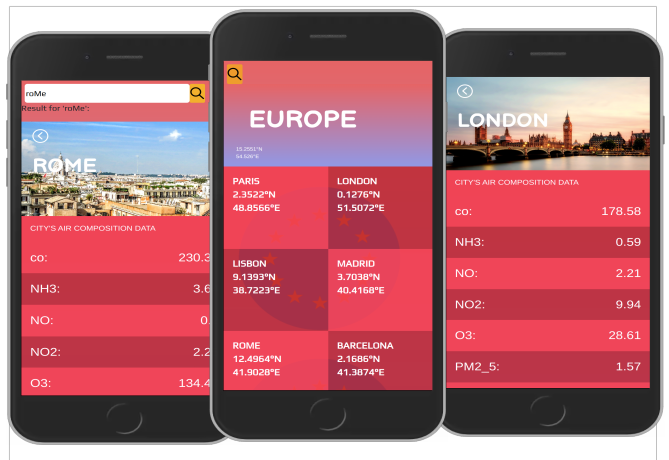 roMe
Result for 'roMe':
ROME
CITY'S AIR COMPOSITION DATA
co: 230.3
NH3: 3.6
NO: 0.
NO2: 2.2
O3: 134.4
EUROPE
15.2551°N
54.526°E
PARIS
2.3522°N
48.8566°E
LONDON
0.1276°N
51.5072°E
LISBON
9.1393°N
38.7223°E
MADRID
3.7038°N
40.4168°E
ROME
12.4964°N
41.9028°E
BARCELONA
2.1686°N
41.3874°E
LONDON
CITY'S AIR COMPOSITION DATA
co: 178.58
NH3: 0.59
NO: 2.21
NO2: 9.94
O3: 28.61
PM2_5: 1.57